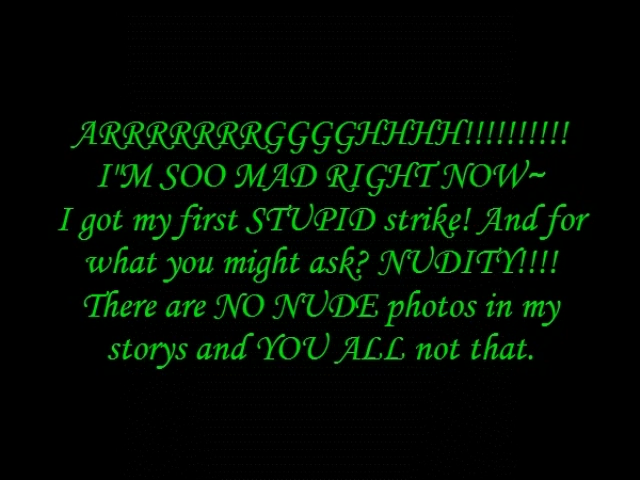 ARRRRRRRGGGGHHHH!!!!!!!!!!
I"M SOO MAD RIGHT NOW~
I got my first STUPID strike! And for
what you might ask? NUDITY!!!!
There are NO NUDE photos in my
storys and YOU ALL not that.